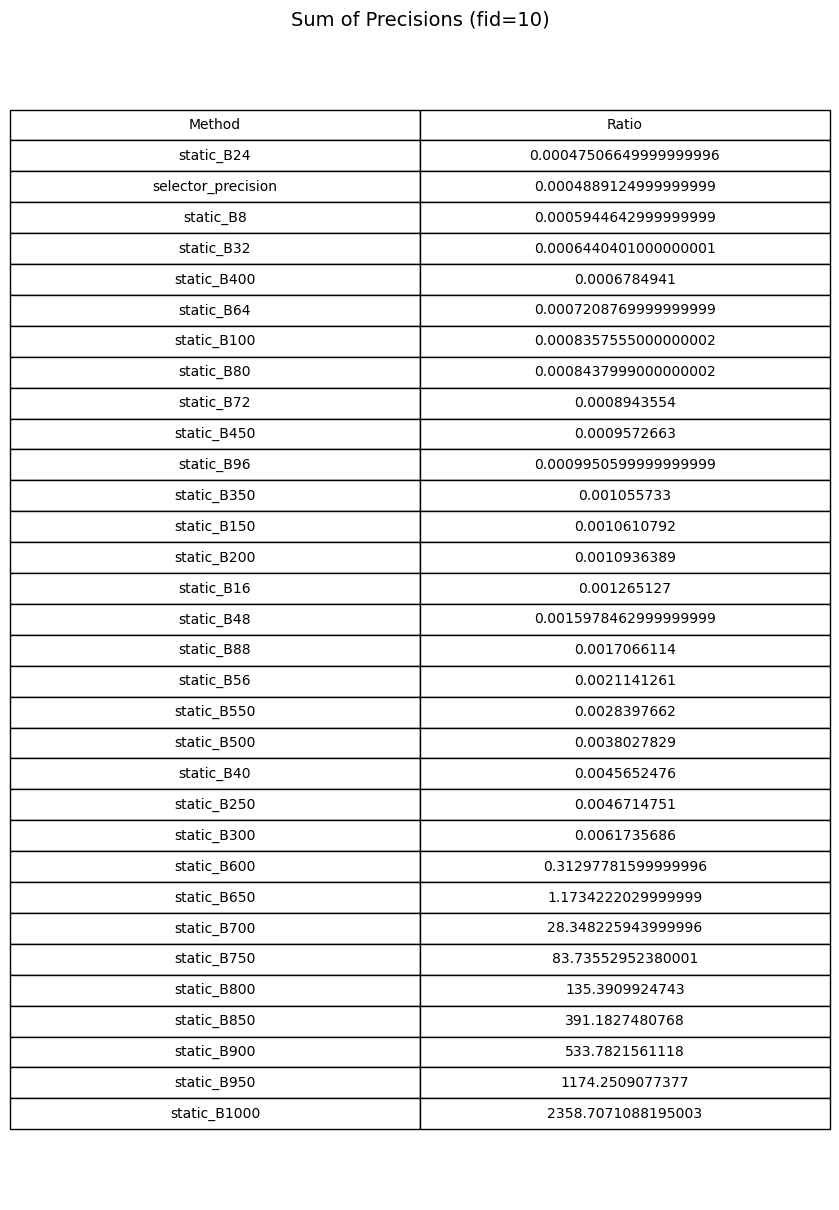 Sum of Precisions (fid=10)
Method Ratio
static_B24 0.00047506649999999996
selector_precision 0.0004889124999999999
static_B8 0.0005944642999999999
static_B32 0.0006440401000000001
static_B400 0.0006784941
static_B64 0.0007208769999999999
static_B100 0.0008357555000000002
static_B80 0.0008437999000000002
static_B72 0.0008943554
static_B450 0.0009572663
static_B96 0.0009950599999999999
static_B350 0.001055733
static_B150 0.0010610792
static_B200 0.0010936389
static_B16 0.001265127
static_B48 0.0015978462999999999
static_B88 0.0017066114
static_B56 0.0021141261
static_B550 0.0028397662
static_B500 0.0038027829
static_B40 0.0045652476
static_B250 0.0046714751
static_B300 0.0061735686
static_B600 0.31297781599999996
static_B650 1.1734222029999999
static_B700 28.348225943999996
static_B750 83.73552952380001
static_B800 135.3909924743
static_B850 391.1827480768
static_B900 533.7821561118
static_B950 1174.2509077377
static_B1000 2358.7071088195003